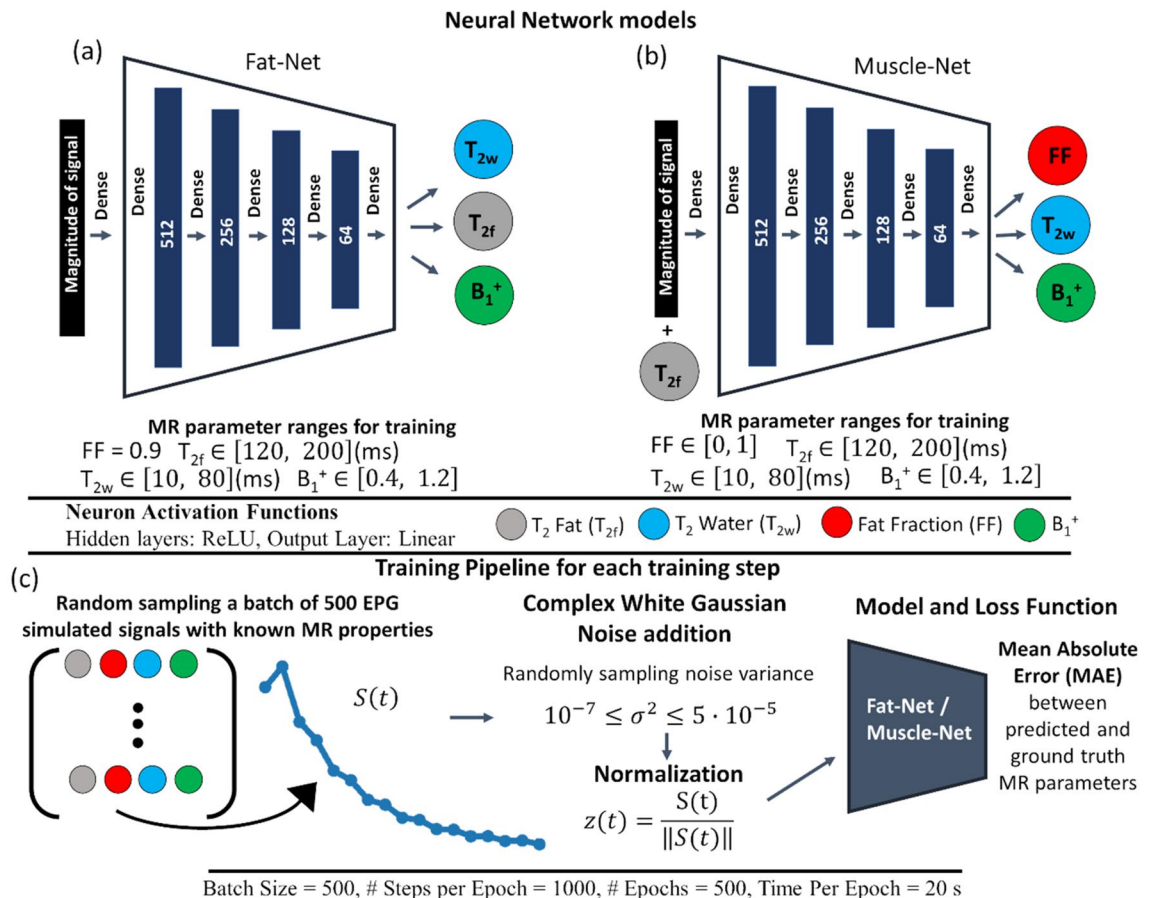 Neural Network models
(a)
Fat-Net
Magnitude of signal
Dense
Dense
512
Dense
256
Dense
128
Dense
64
Dense
T2w
T2f
B1+
MR parameter ranges for training
FF = 0.9 T2f ∈ [120, 200](ms)
T2w ∈ [10, 80](ms) B1+ ∈ [0.4, 1.2]
(b)
Muscle-Net
Magnitude of signal
+
T2f
Dense
Dense
512
Dense
256
Dense
128
Dense
64
Dense
FF
T2w
B1+
MR parameter ranges for training
FF ∈ [0, 1] T2f ∈ [120, 200](ms)
T2w ∈ [10, 80](ms) B1+ ∈ [0.4, 1.2]
Neuron Activation Functions
Hidden layers: ReLU, Output Layer: Linear
T2 Fat (T2f) T2 Water (T2w) Fat Fraction (FF) B1+
(c)
Training Pipeline for each training step
Random sampling a batch of 500 EPG
simulated signals with known MR properties
S(t)
Complex White Gaussian
Noise addition
Randomly sampling noise variance
10⁻⁷ ≤ σ² ≤ 5 · 10⁻⁵
Normalization
z(t) = S(t) / ‖S(t)‖
Model and Loss Function
Fat-Net /
Muscle-Net
Mean Absolute
Error (MAE)
between
predicted and
ground truth
MR parameters
Batch Size = 500, # Steps per Epoch = 1000, # Epochs = 500, Time Per Epoch = 20 s